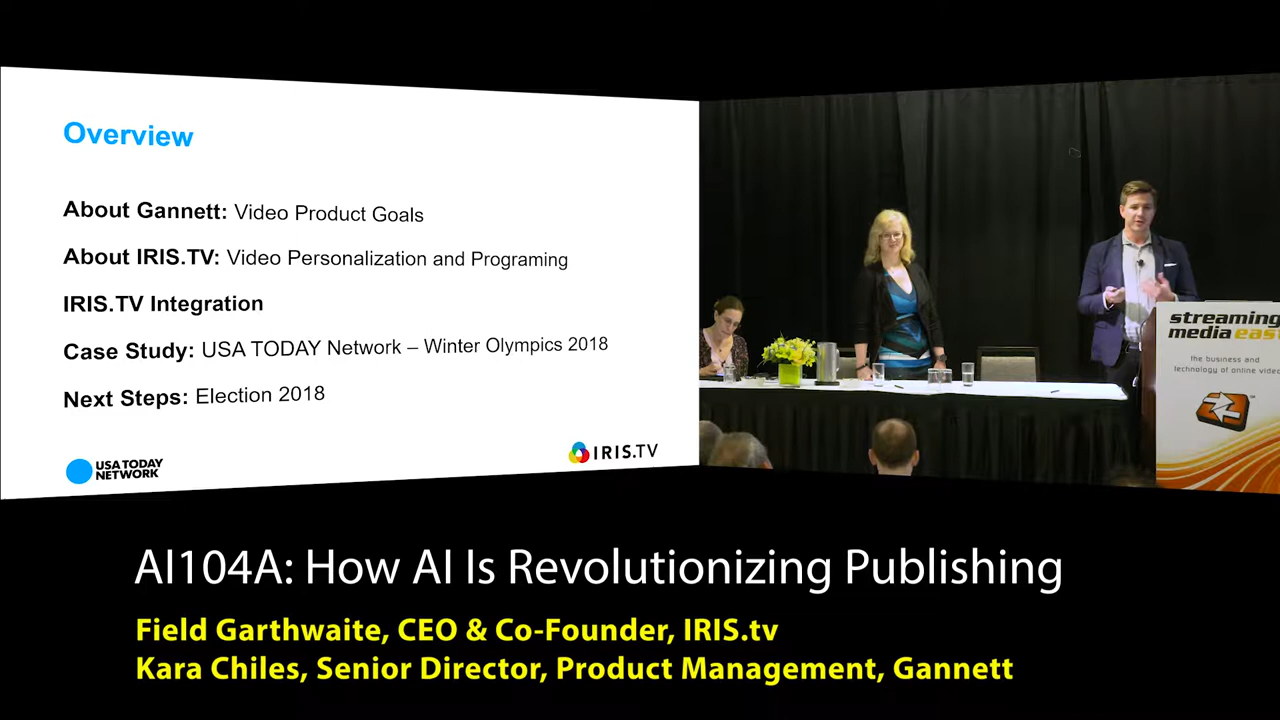 Overview
About Gannett: Video Product Goals
About IRIS.TV: Video Personalization and Programing
IRIS.TV Integration
Case Study: USA TODAY Network – Winter Olympics 2018
Next Steps: Election 2018
USA TODAY
NETWORK
IRIS.TV
streaming
media east
the business and
technology of online video
AI104A: How AI Is Revolutionizing Publishing
Field Garthwaite, CEO & Co-Founder, IRIS.tv
Kara Chiles, Senior Director, Product Management, Gannett